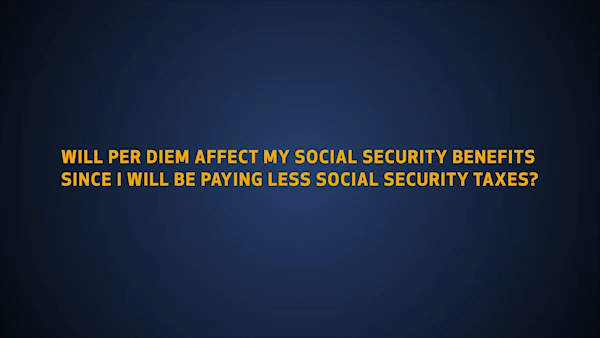 WILL PER DIEM AFFECT MY SOCIAL SECURITY BENEFITS
SINCE I WILL BE PAYING LESS SOCIAL SECURITY TAXES?